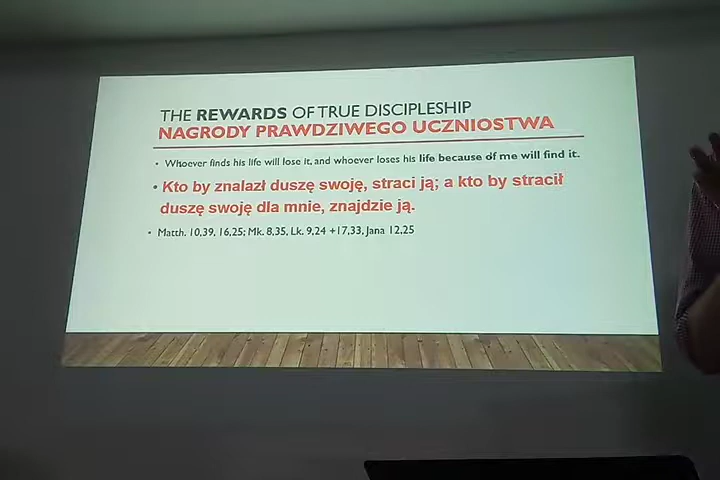 THE REWARDS OF TRUE DISCIPLESHIP
NAGRODY PRAWDZIWEGO UCZNIOSTWA
• Whoever finds his life will lose it, and whoever loses his life because of me will find it.
• Kto by znalazł duszę swoję, straci ją; a kto by stracił
duszę swoję dla mnie, znajdzie ją.
• Matth. 10,39, 16,25; Mk. 8,35, Lk. 9,24 +17,33, Jana 12,25